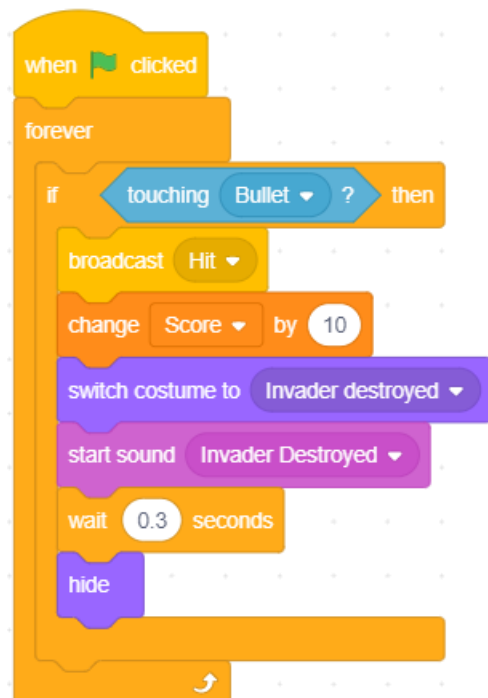 when clicked
forever
if touching Bullet ? then
broadcast Hit
change Score by 10
switch costume to Invader destroyed
start sound Invader Destroyed
wait 0.3 seconds
hide